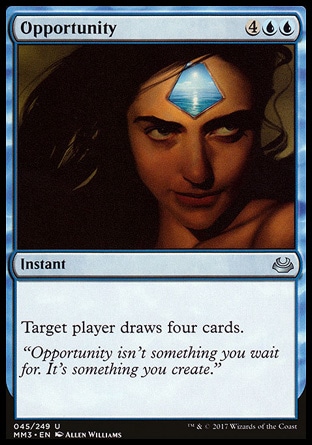 Opportunity 4
Instant
Target player draws four cards.
“Opportunity isn’t something you wait
for. It’s something you create.”
045/249 U
MM3 • EN Allen Williams
™ & © 2017 Wizards of the Coast